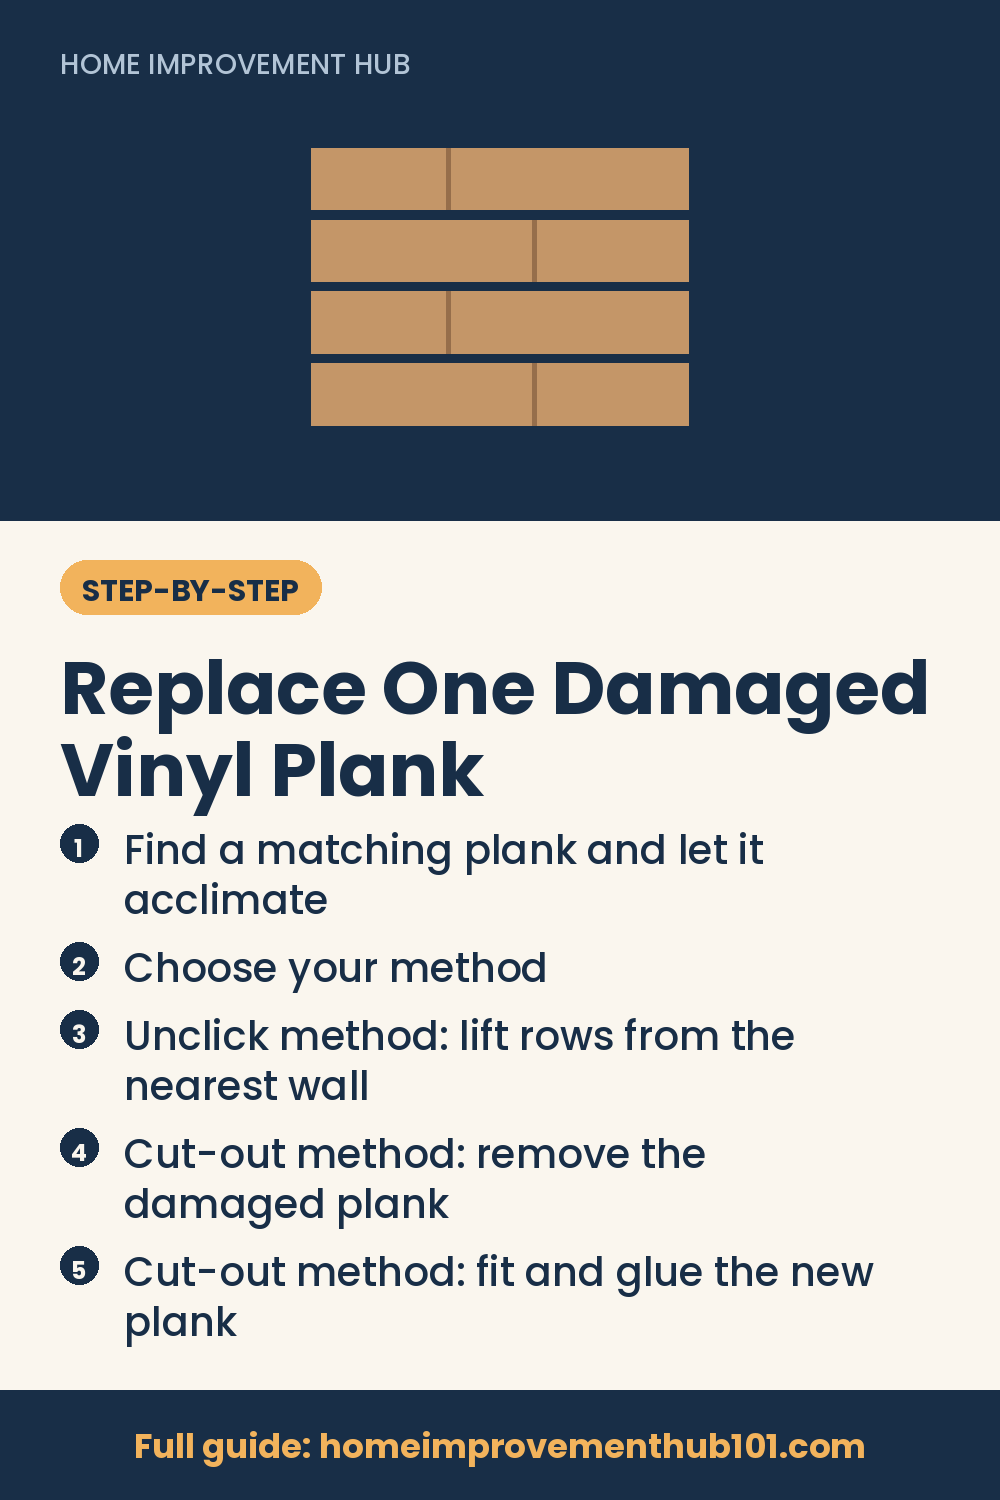 HOME IMPROVEMENT HUB
STEP-BY-STEP
Replace One Damaged
Vinyl Plank
1 Find a matching plank and let it
acclimate
2 Choose your method
3 Unclick method: lift rows from the
nearest wall
4 Cut-out method: remove the
damaged plank
5 Cut-out method: fit and glue the new
plank
Full guide: homeimprovementhub101.com